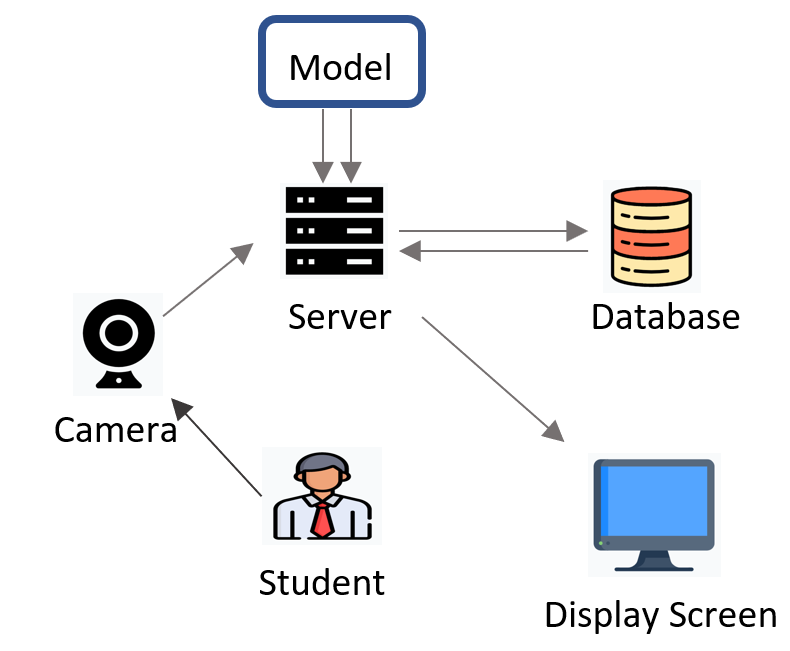 Model
Server
Database
Camera
Student
Display Screen